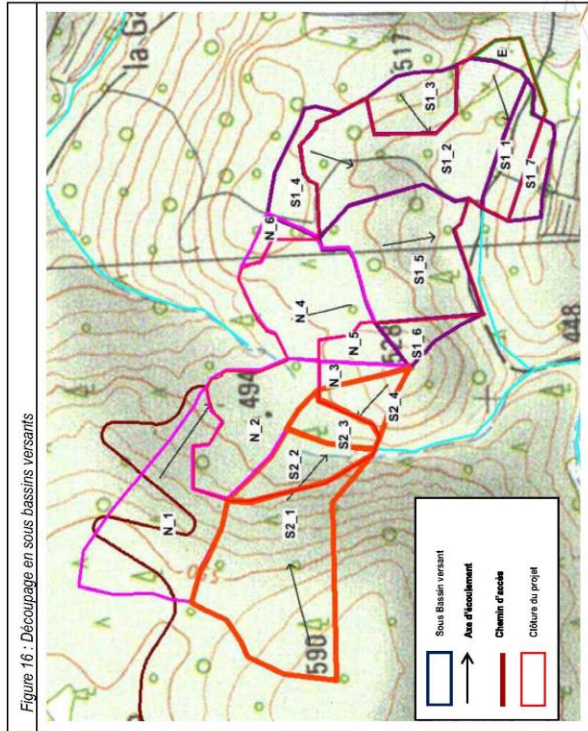 Figure 16 : Découpage en sous bassins versants
517
E
S1_3
S1_2
S1_1
S1_7
S1_4
N_6
S1_5
N_4
N_5
528
S1_6
448
N_3
494
N_2
S2_4
S2_3
S2_2
N_1
S2_1
590
590
Sous Bassin versant
Axe d'écoulement
Chemin d'accès
Clôture du projet